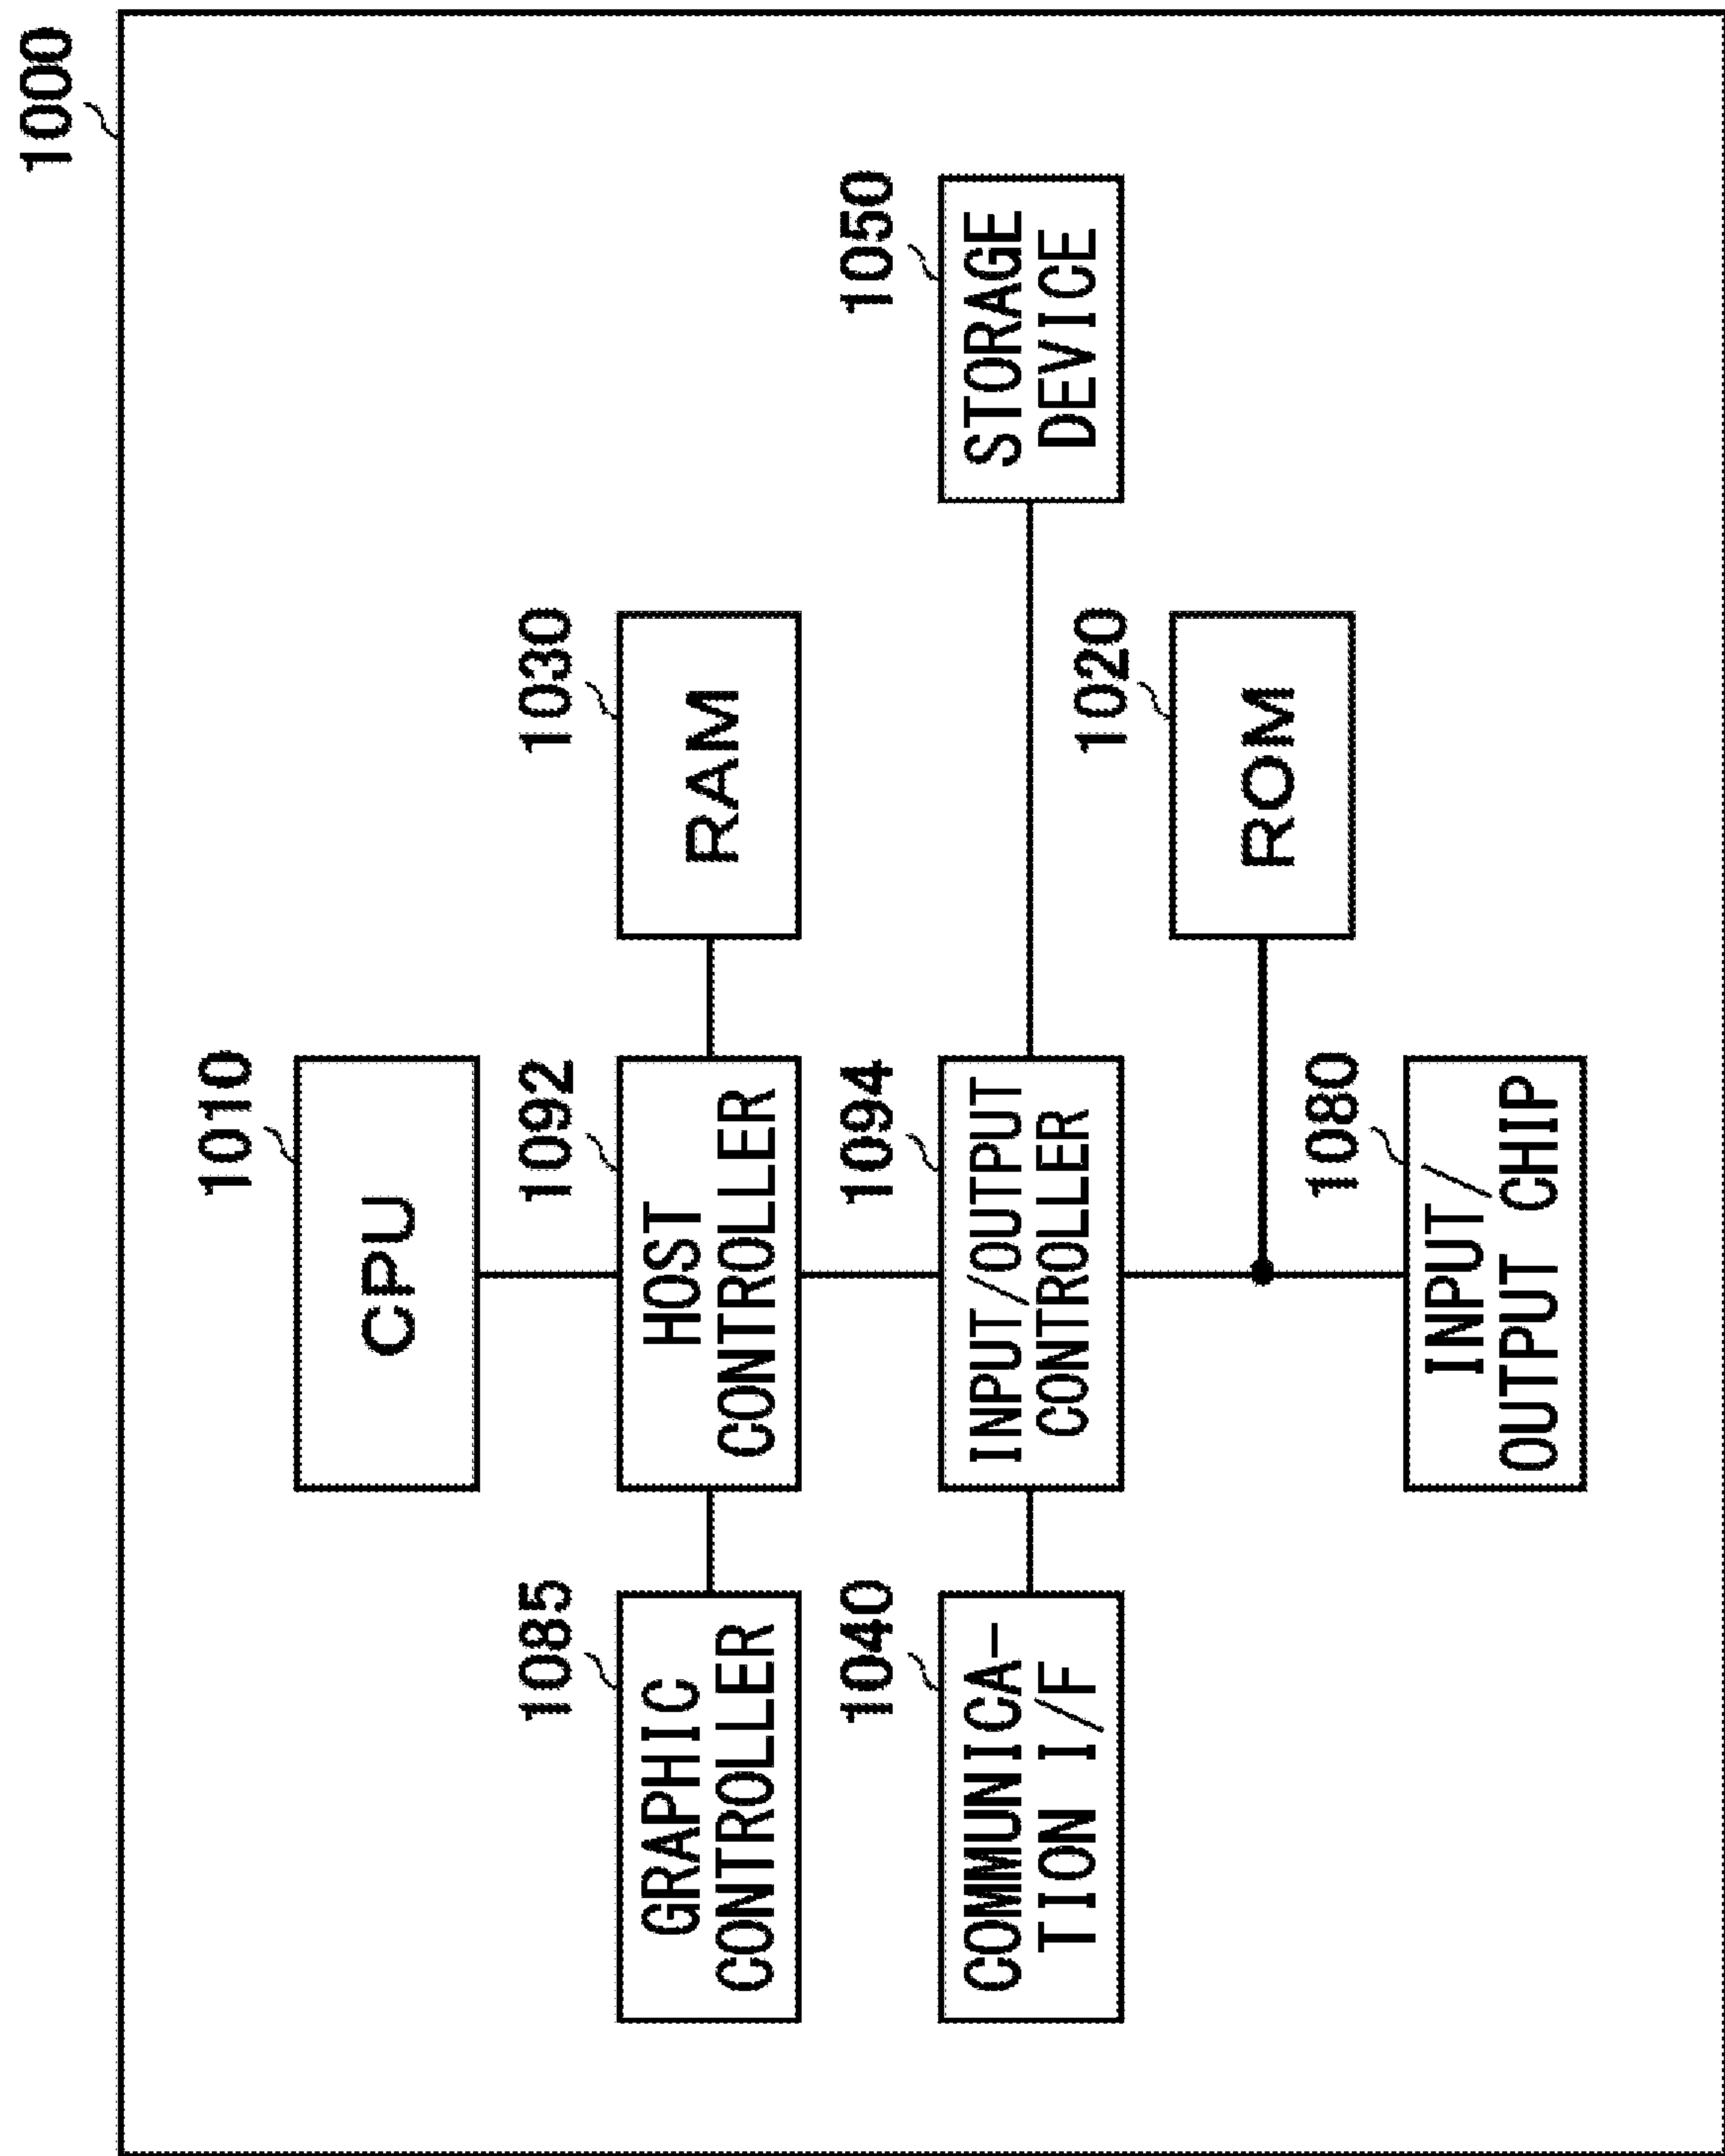 1000
1010
CPU
1085
GRAPHIC
CONTROLLER
1092
HOST
CONTROLLER
1030
RAM
1040
COMMUNICA-
TION I/F
1094
INPUT/OUTPUT
CONTROLLER
1050
STORAGE
DEVICE
1020
ROM
1080
INPUT/
OUTPUT CHIP